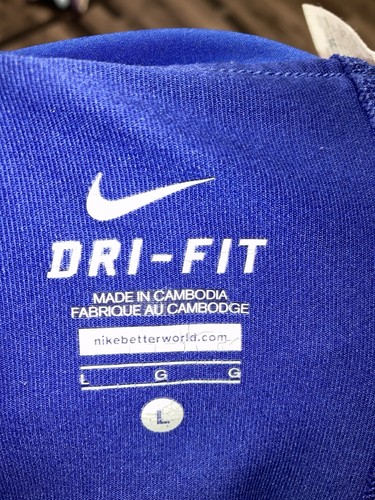 DRI-FIT
MADE IN CAMBODIA
FABRIQUE AU CAMBODGE
nikebetterworld.com
L G G
L